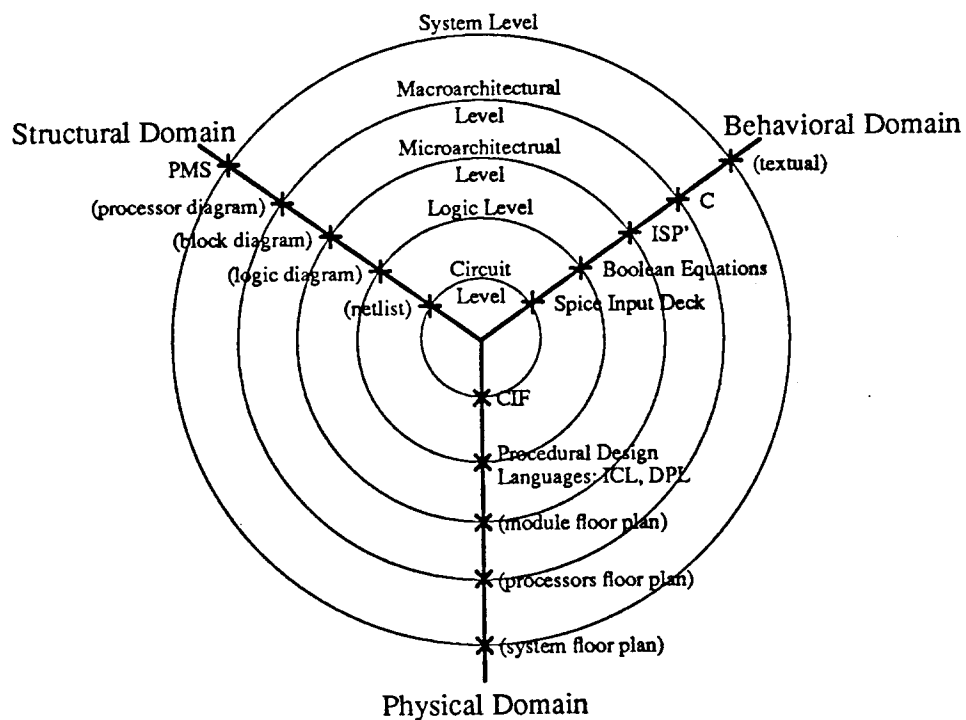 System Level
Macroarchitectural
Level
Structural Domain
Behavioral Domain
Microarchitectrual
Level
PMS
(textual)
(processor diagram)
C
Logic Level
(block diagram)
ISP'
(logic diagram)
Circuit
Level
Boolean Equations
(netlist)
Spice Input Deck
CIF
Procedural Design
Languages: ICL, DPL
(module floor plan)
(processors floor plan)
(system floor plan)
Physical Domain